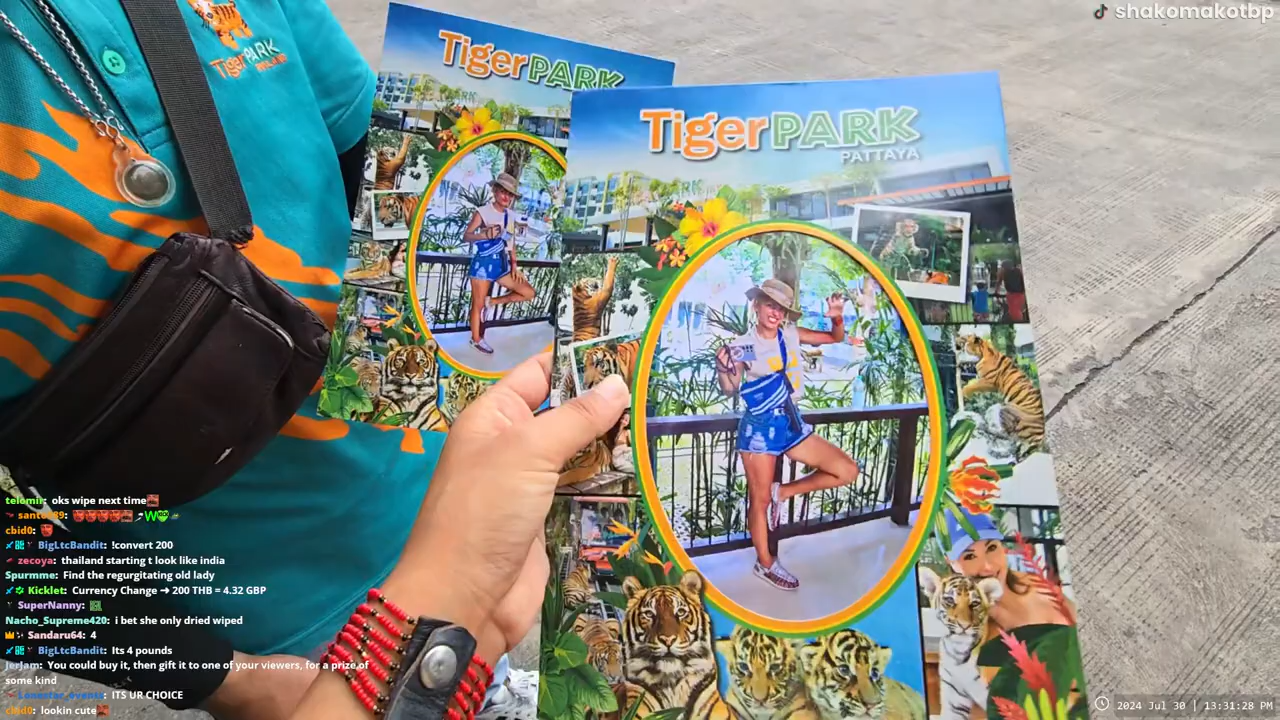 shakomakotbp
TigerPARK
TigerPARK
TigerPARK
PATTAYA
telomir: oks wipe next time
cbid0:
BigLtcBandit: !convert 200
zecoya: thailand starting t look like india
Spurmme: Find the regurgitating old lady
Kicklet: Currency Change ➔ 200 THB = 4.32 GBP
SuperNanny:
Nacho_Supreme420: i bet she only dried wiped
Sandaru64: 4
BigLtcBandit: Its 4 pounds
JerJam: You could buy it, then gift it to one of your viewers, for a prize,of
some kind
ITS UR CHOICE
cbid0: lookin cute
2024 Jul 30 | 13:31:28 PM